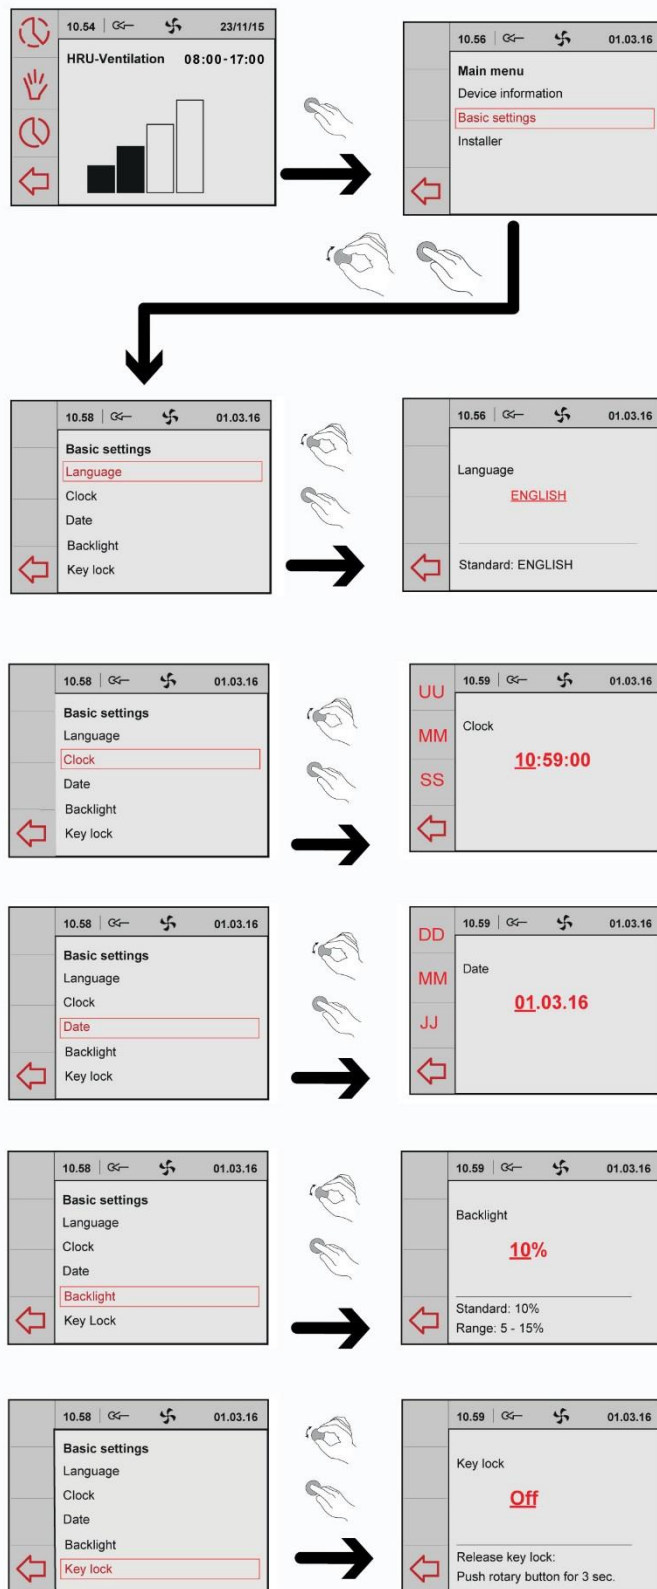 10.54 23/11/15
HRU-Ventilation 08:00-17:00
10.56 01.03.16
Main menu
Device information
Basic settings
Installer
10.58 01.03.16
Basic settings
Language
Clock
Date
Backlight
Key lock
10.56 01.03.16
Language
ENGLISH
Standard: ENGLISH
10.58 01.03.16
Basic settings
Language
Clock
Date
Backlight
Key lock
UU
MM
SS
10.59 01.03.16
Clock
10:59:00
10.58 01.03.16
Basic settings
Language
Clock
Date
Backlight
Key lock
DD
MM
JJ
10.59 01.03.16
Date
01.03.16
10.58 01.03.16
Basic settings
Language
Clock
Date
Backlight
Key Lock
10.59 01.03.16
Backlight
10%
Standard: 10%
Range: 5 - 15%
10.58 01.03.16
Basic settings
Language
Clock
Date
Backlight
Key lock
10.59 01.03.16
Key lock
Off
Release key lock:
Push rotary button for 3 sec.